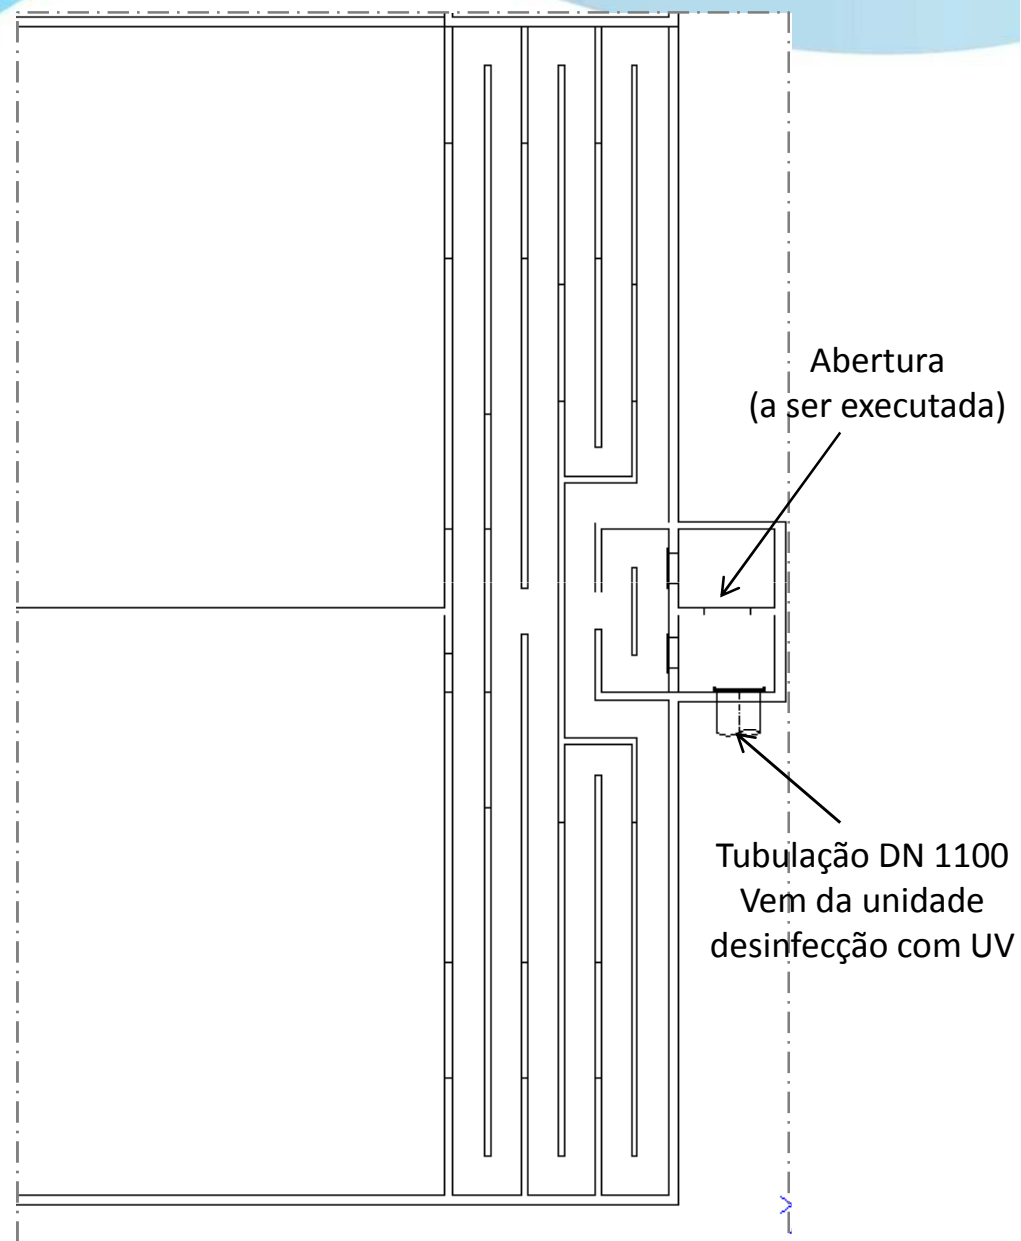 Abertura
(a ser executada)
Tubulação DN 1100
Vem da unidade
desinfecção com UV